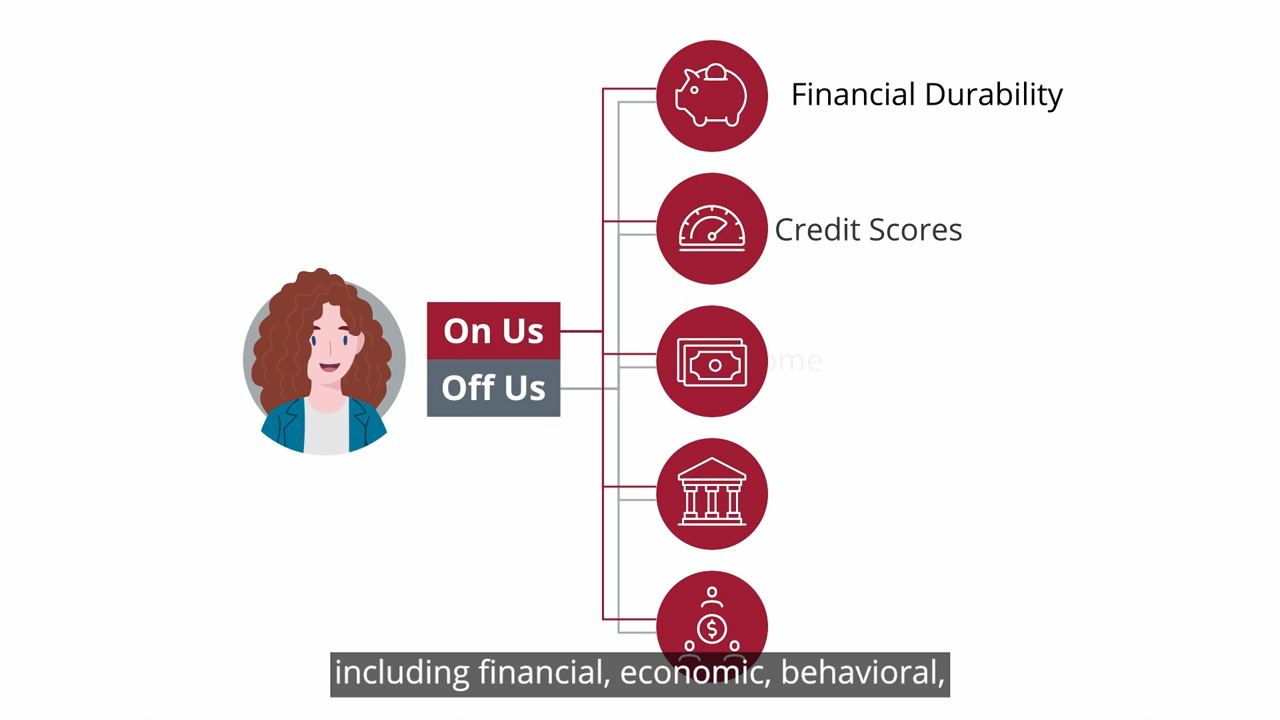 Financial Durability
Credit Scores
On Us
Off Us
including financial, economic, behavioral,